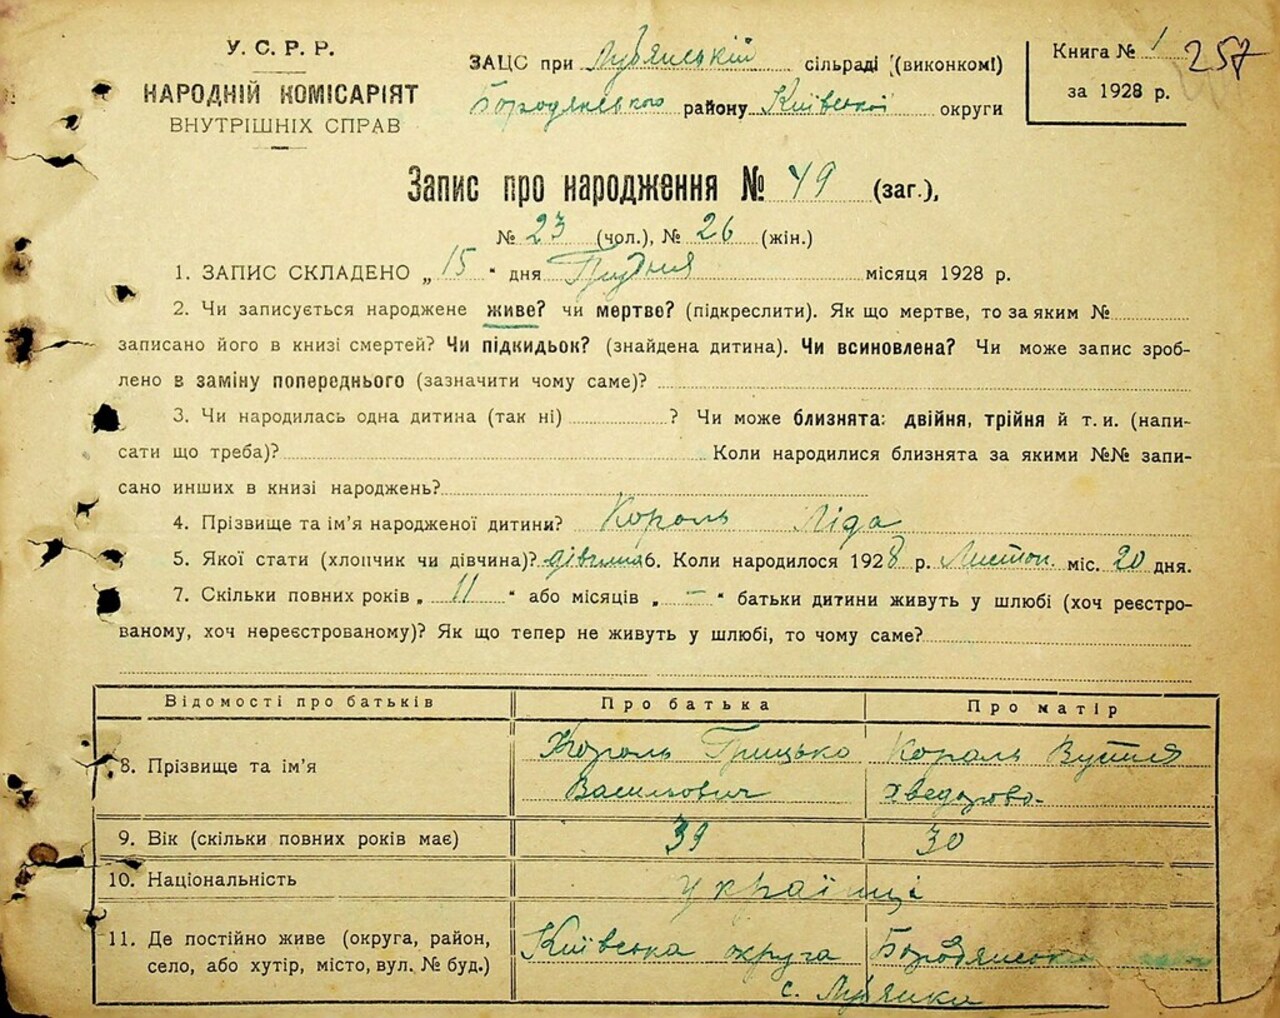 У. С. Р. Р.
НАРОДНІЙ КОМІСАРІЯТ
ВНУТРІШНІХ СПРАВ
ЗАЦС при Луб'янській сільраді (виконкомі)
Бородянського району Київської округи
Книга № 1 257
за 1928 р.
Запис про народження № 49 (заг.),
№ 23 (чол.), № 26 (жін.)
1. ЗАПИС СКЛАДЕНО „ 15 " дня Грудня місяця 1928 р.
2. Чи записується народжене живе? чи мертве? (підкреслити). Як що мертве, то за яким №
записано його в книзі смертей? Чи підкидьок? (знайдена дитина). Чи всиновлена? Чи може запис зроб-
лено в заміну попереднього (зазначити чому саме)?
3. Чи народилась одна дитина (так ні) ? Чи може близнята: двійня, трійня й т. и. (напи-
сати що треба)? Коли народилися близнята за якими №№ запи-
сано инших в книзі народжень?
4. Прізвище та ім'я народженої дитини? Король Ліда
5. Якої стати (хлопчик чи дівчина)? дівчина 6. Коли народилося 1928 р. Листоп. міс. 20 дня.
7. Скільки повних років „ 11 " або місяців „ – " батьки дитини живуть у шлюбі (хоч реєстро-
ваному, хоч нереєстрованому)? Як що тепер не живуть у шлюбі, то чому саме?
Відомості про батьків Про батька Про матір
8. Прізвище та ім'я Король Грицько Васильович Король
9. Вік (скільки повних років має) 39 30
10. Національність українці
11. Де постійно живе (округа, район, Київська округа Бородянськ
село, або хутір, місто, вул. № буд.) с. Луб'янка